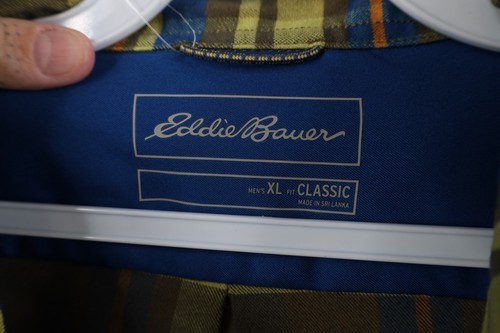 Eddie Bauer
MEN'S XL FIT CLASSIC
MADE IN SRI LANKA